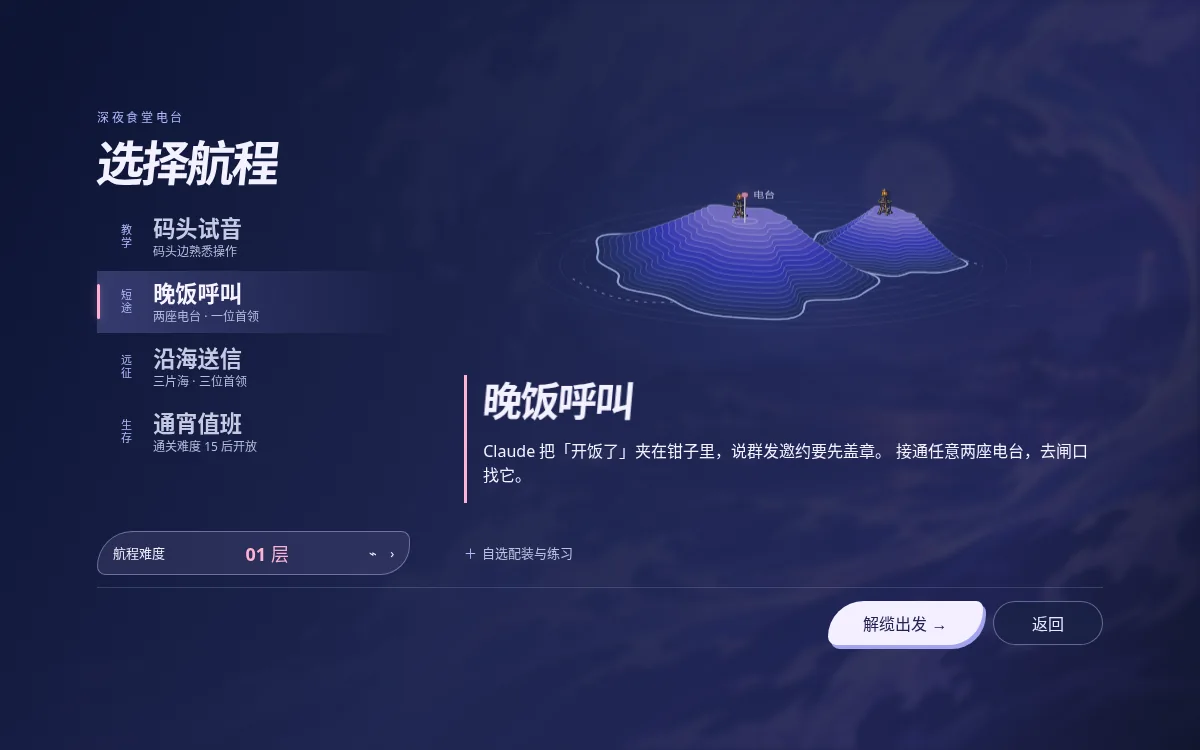 深夜食堂电台
选择航程
教学
码头试音
码头边熟悉操作
短途
晚饭呼叫
两座电台 · 一位首领
远征
沿海送信
三片海 · 三位首领
生存
通宵值班
通关难度 15 后开放
电台
晚饭呼叫
Claude 把「开饭了」夹在钳子里，说群发邀约要先盖章。 接通任意两座电台，去闸口
找它。
航程难度
01 层
＋ 自选配装与练习
解缆出发 →
返回